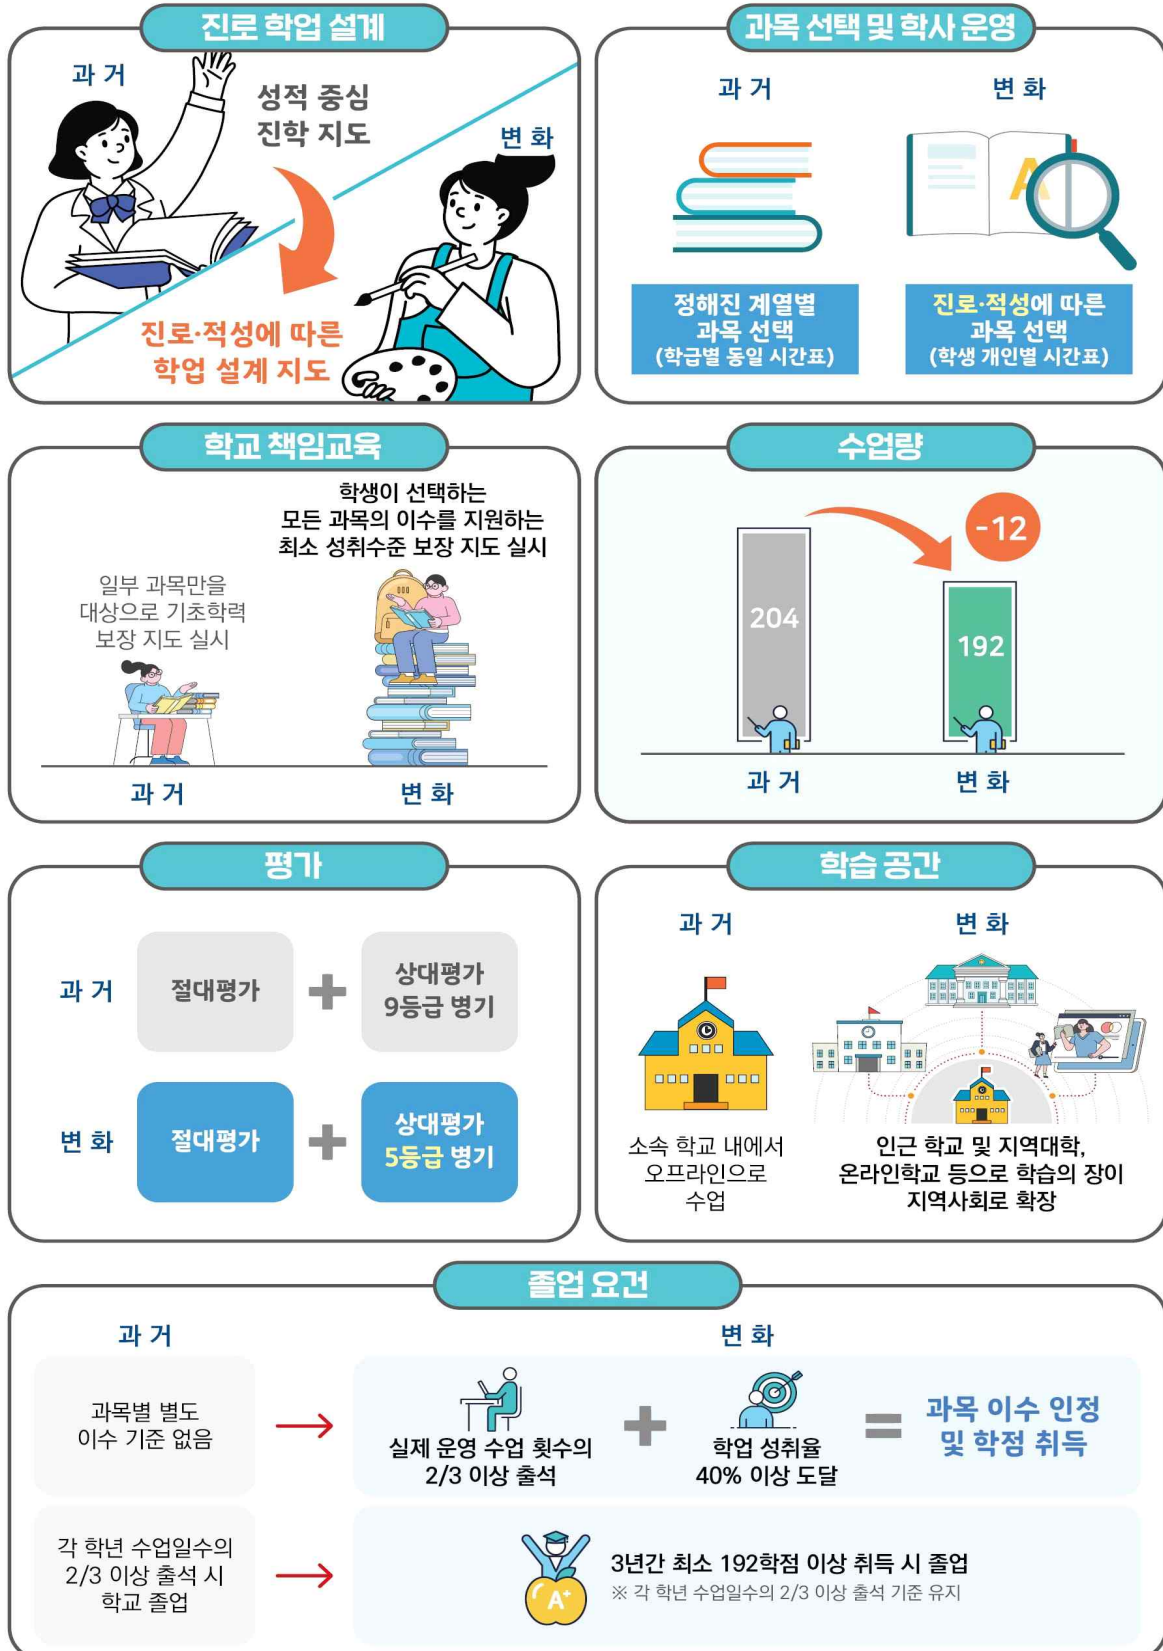 진로 학업 설계
과 거
성적 중심
진학 지도
변 화
진로·적성에 따른
학업 설계 지도
과목 선택 및 학사 운영
과 거
변 화
A
정해진 계열별
과목 선택
(학급별 동일 시간표)
진로·적성에 따른
과목 선택
(학생 개인별 시간표)
학교 책임교육
학생이 선택하는
모든 과목의 이수를 지원하는
최소 성취수준 보장 지도 실시
일부 과목만을
대상으로 기초학력
보장 지도 실시
과 거
변 화
수업량
-12
204
192
과 거
변 화
평가
과 거
절대평가
+
상대평가
9등급 병기
변 화
절대평가
+
상대평가
5등급 병기
학습 공간
과 거
변 화
소속 학교 내에서
오프라인으로
수업
인근 학교 및 지역대학,
온라인학교 등으로 학습의 장이
지역사회로 확장
졸업 요건
과 거
변 화
과목별 별도
이수 기준 없음
실제 운영 수업 횟수의
2/3 이상 출석
+
학업 성취율
40% 이상 도달
=
과목 이수 인정
및 학점 취득
각 학년 수업일수의
2/3 이상 출석 시
학교 졸업
A+
3년간 최소 192학점 이상 취득 시 졸업
※ 각 학년 수업일수의 2/3 이상 출석 기준 유지